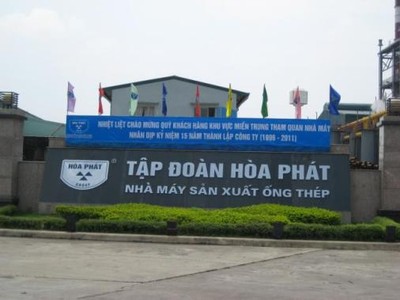 NHIỆT LIỆT CHÀO MỪNG QUÝ KHÁCH HÀNG KHU VỰC MIỀN TRUNG THAM QUAN NHÀ MÁY
NHÂN DỊP KỶ NIỆM 15 NĂM THÀNH LẬP CÔNG TY (1996 - 2011)
HÒA PHÁT
GROUP
®
TẬP ĐOÀN HÒA PHÁT
NHÀ MÁY SẢN XUẤT ỐNG THÉP